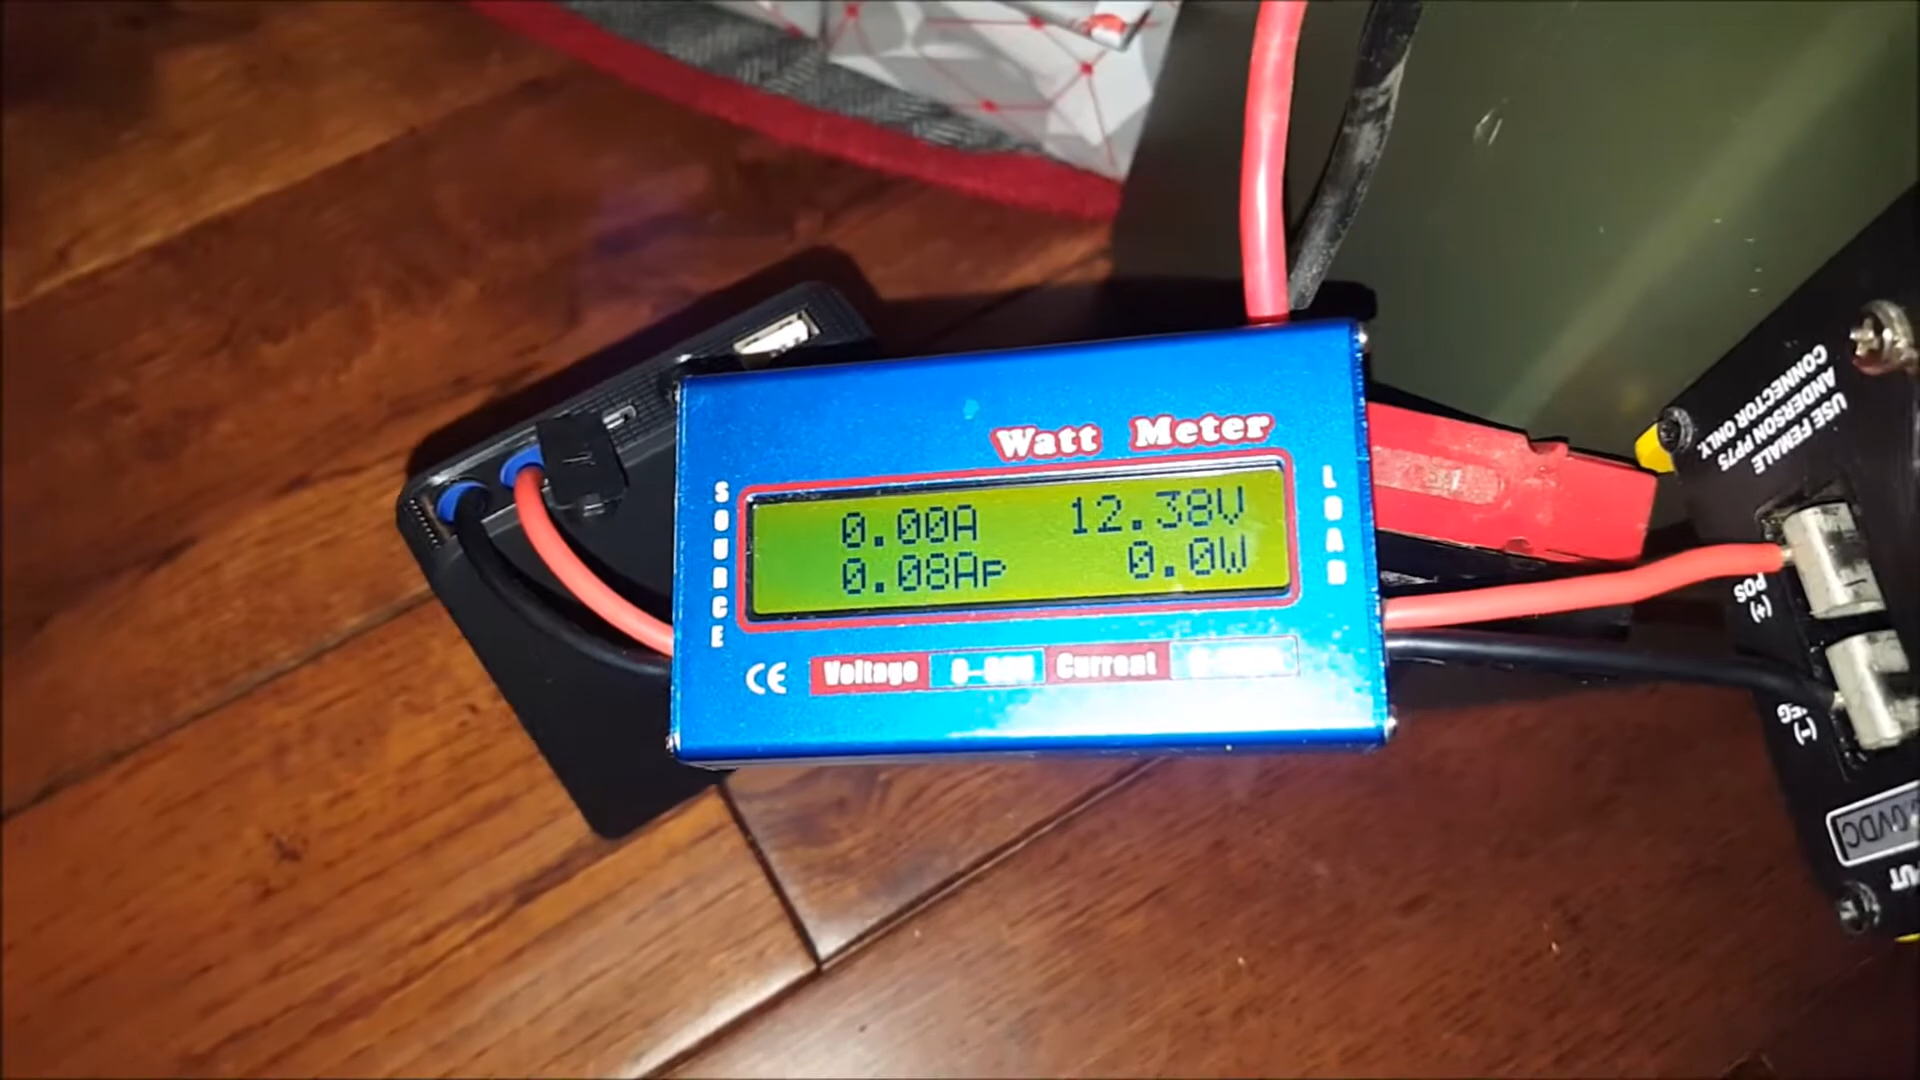 Watt Meter
SOURCE
0.00A 12.38V
0.08Ap 0.0W
LOAD
CE Voltage Current
USE FEMALE
ANDERSON PP75
CONNECTOR ONLY.
POS
(+)
(-)